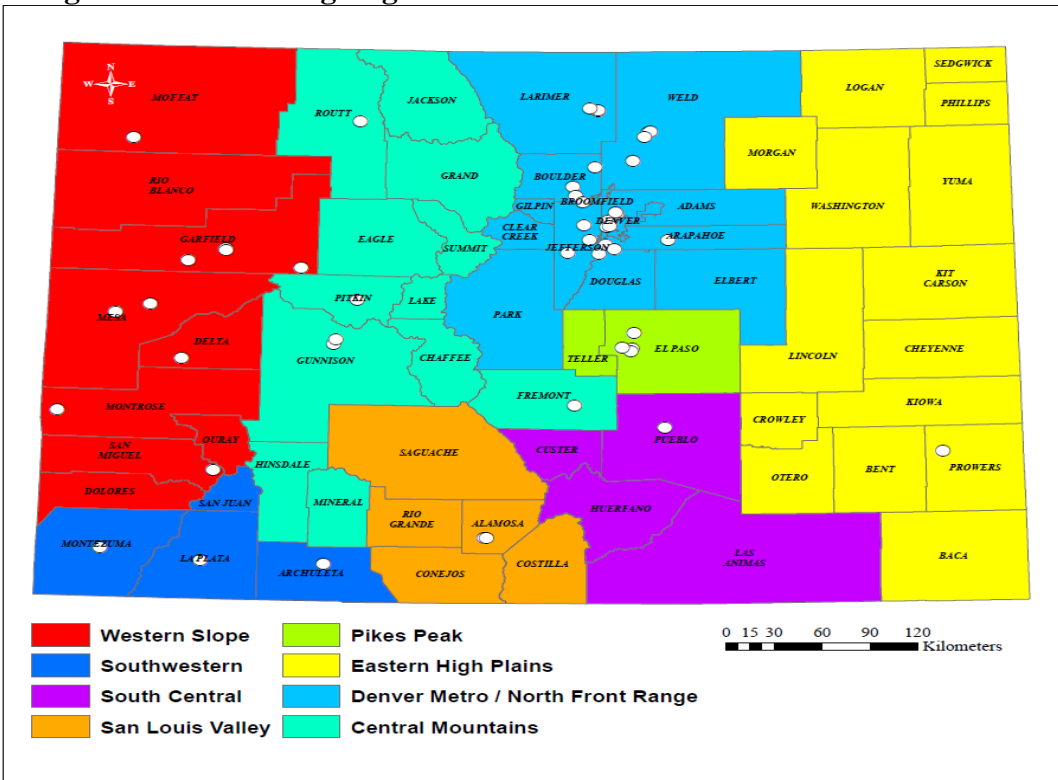 SEDGWICK
LOGAN
PHILLIPS
MOFFAT
JACKSON
LARIMER
WELD
ROUTT
MORGAN
GRAND
RIO
BLANCO
BOULDER
YUMA
WASHINGTON
BROOMFIELD
GILPIN
ADAMS
DENVER
CLEAR
CREEK
ARAPAHOE
GARFIELD
EAGLE
SUMMIT
JEFFERSON
KIT
CARSON
DOUGLAS
ELBERT
PITKIN
LAKE
PARK
MESA
DELTA
GUNNISON
CHAFFEE
TELLER
EL PASO
LINCOLN
CHEYENNE
FREMONT
MONTROSE
KIOWA
CROWLEY
OURAY
SAN
MIGUEL
SAGUACHE
CUSTER
PUEBLO
HINSDALE
OTERO
BENT
PROWERS
DOLORES
SAN JUAN
MINERAL
RIO
GRANDE
ALAMOSA
HUERFANO
MONTEZUMA
LA PLATA
ARCHULETA
CONEJOS
COSTILLA
LAS
ANIMAS
BACA
N
W E
S
Western Slope
Southwestern
South Central
San Louis Valley
Pikes Peak
Eastern High Plains
Denver Metro / North Front Range
Central Mountains
0 15 30 60 90 120
Kilometers